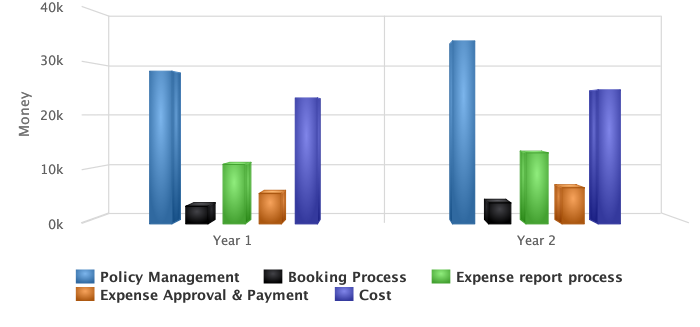 40k
30k
20k
10k
0k
Money
Year 1 Year 2
Policy Management Booking Process Expense report process
Expense Approval & Payment Cost